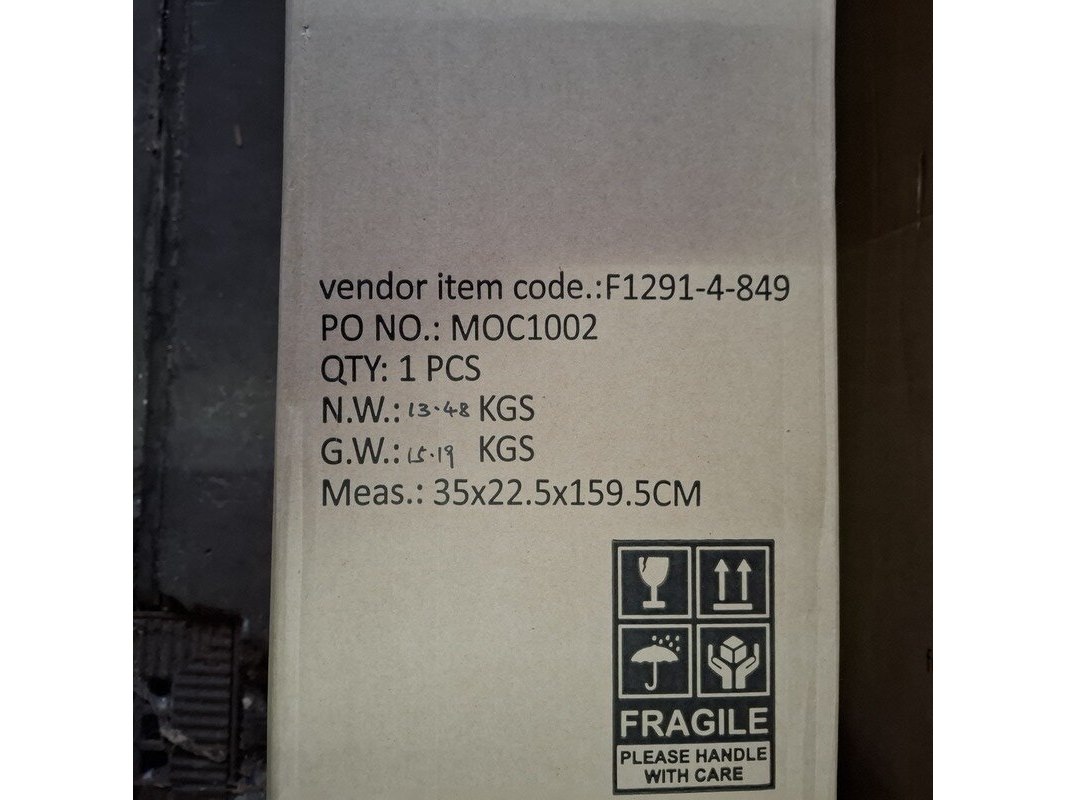 vendor item code.:F1291-4-849
PO NO.: MOC1002
QTY: 1 PCS
N.W.: 13.48 KGS
G.W.: 15.19 KGS
Meas.: 35x22.5x159.5CM
FRAGILE
PLEASE HANDLE
WITH CARE